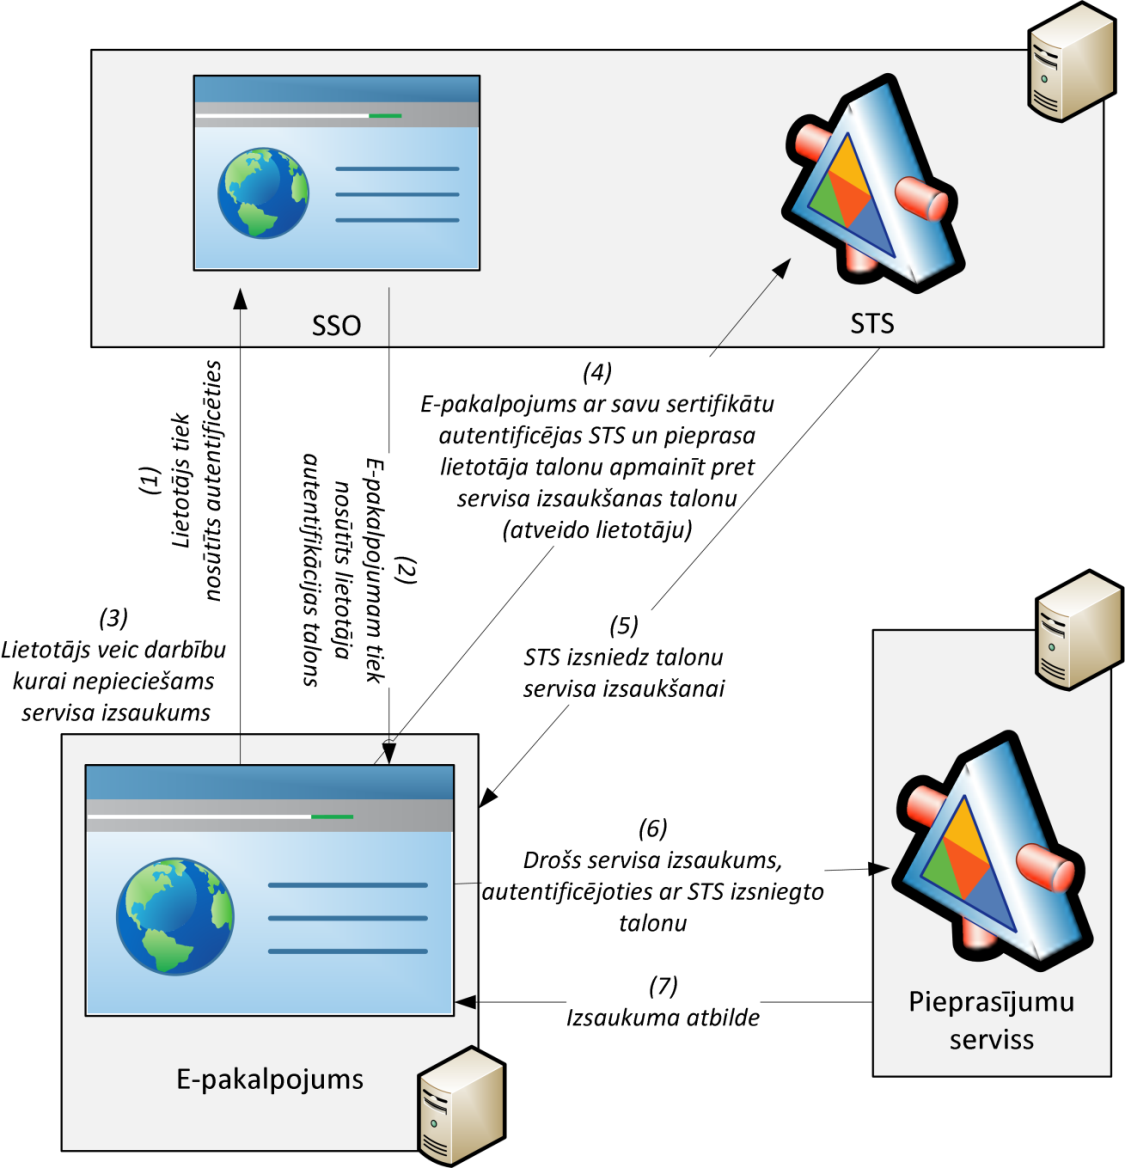 SSO
STS
(1)
Lietotājs tiek
nosūtīts autentificēties
(2)
E-pakalpojumam tiek
nosūtīts lietotāja
autentifikācijas talons
(3)
Lietotājs veic darbību
kurai nepieciešams
servisa izsaukums
(4)
E-pakalpojums ar savu sertifikātu
autentificējas STS un pieprasa
lietotāja talonu apmainīt pret
servisa izsaukšanas talonu
(atveido lietotāju)
(5)
STS izsniedz talonu
servisa izsaukšanai
(6)
Drošs servisa izsaukums,
autentificējoties ar STS izsniegto
talonu
(7)
Izsaukuma atbilde
Pieprasījumu
serviss
E-pakalpojums